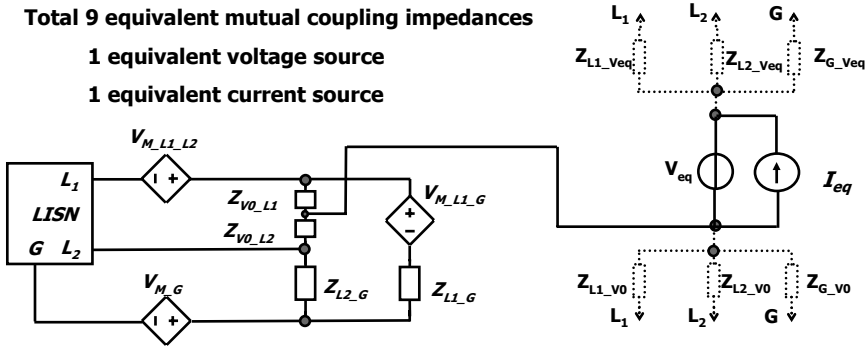 Total 9 equivalent mutual coupling impedances
1 equivalent voltage source
1 equivalent current source
L1 L2 G
ZL1_Veq ZL2_Veq ZG_Veq
VM_L1_L2
L1
LISN
G L2
ZV0_L1
ZV0_L2
VM_L1_G
Veq
Ieq
VM_G
ZL2_G
ZL1_G
ZL1_V0 ZL2_V0 ZG_V0
L1 L2 G